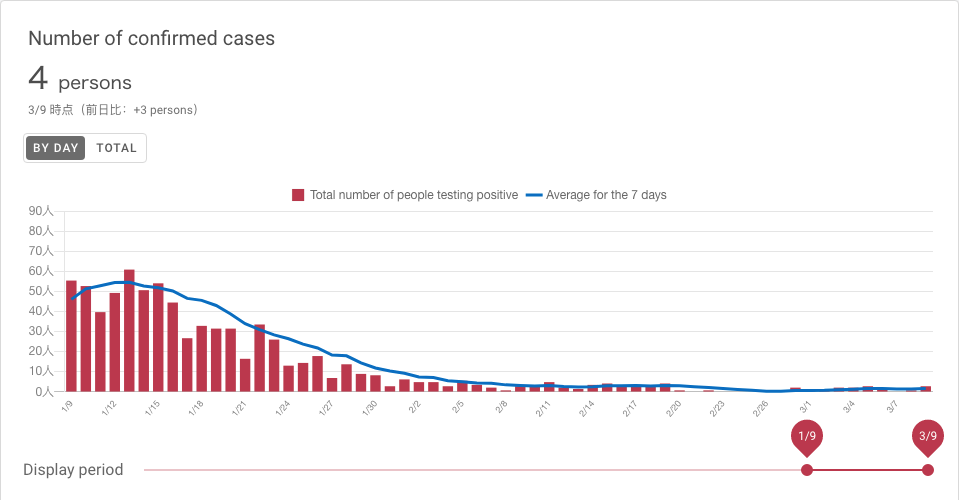 Number of confirmed cases
4 persons
3/9 時点（前日比：+3 persons）
BY DAY TOTAL
Total number of people testing positive Average for the 7 days
90人
80人
70人
60人
50人
40人
30人
20人
10人
0人
1/9 1/12 1/15 1/18 1/21 1/24 1/27 1/30 2/2 2/5 2/8 2/11 2/14 2/17 2/20 2/23 2/26 3/1 3/4 3/7
1/9 3/9
Display period